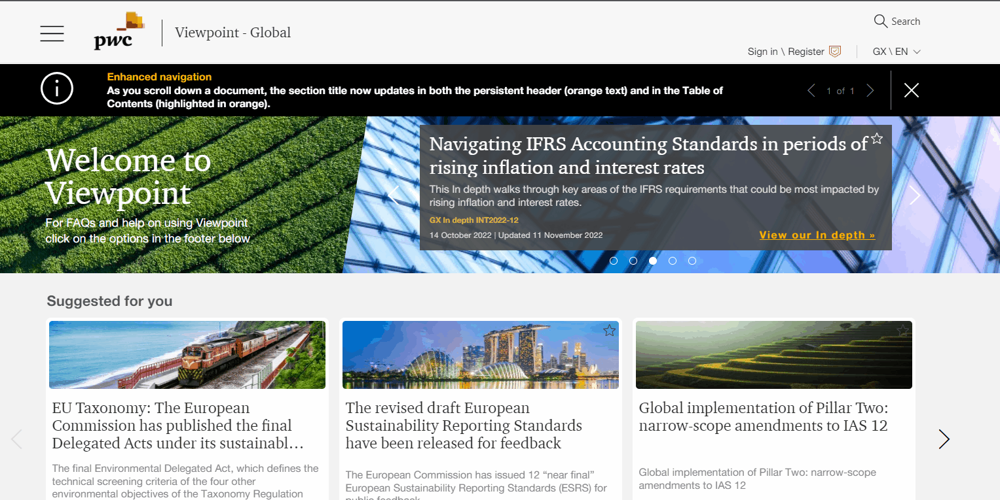 pwc
Viewpoint - Global
Search
Sign in \ Register
GX \ EN
Enhanced navigation
As you scroll down a document, the section title now updates in both the persistent header (orange text) and in the Table of
Contents (highlighted in orange).
1 of 1
Welcome to
Viewpoint
For FAQs and help on using Viewpoint
click on the options in the footer below
Navigating IFRS Accounting Standards in periods of
rising inflation and interest rates
This In depth walks through key areas of the IFRS requirements that could be most impacted by
rising inflation and interest rates.
GX In depth INT2022-12
14 October 2022 | Updated 11 November 2022
View our In depth »
Suggested for you
EU Taxonomy: The European
Commission has published the final
Delegated Acts under its sustainabl...
The final Environmental Delegated Act, which defines the
technical screening criteria of the four other
environmental objectives of the Taxonomy Regulation
The revised draft European
Sustainability Reporting Standards
have been released for feedback
The European Commission has issued 12 “near final”
European Sustainability Reporting Standards (ESRS) for
public feedback
Global implementation of Pillar Two:
narrow-scope amendments to IAS 12
Global implementation of Pillar Two: narrow-scope
amendments to IAS 12